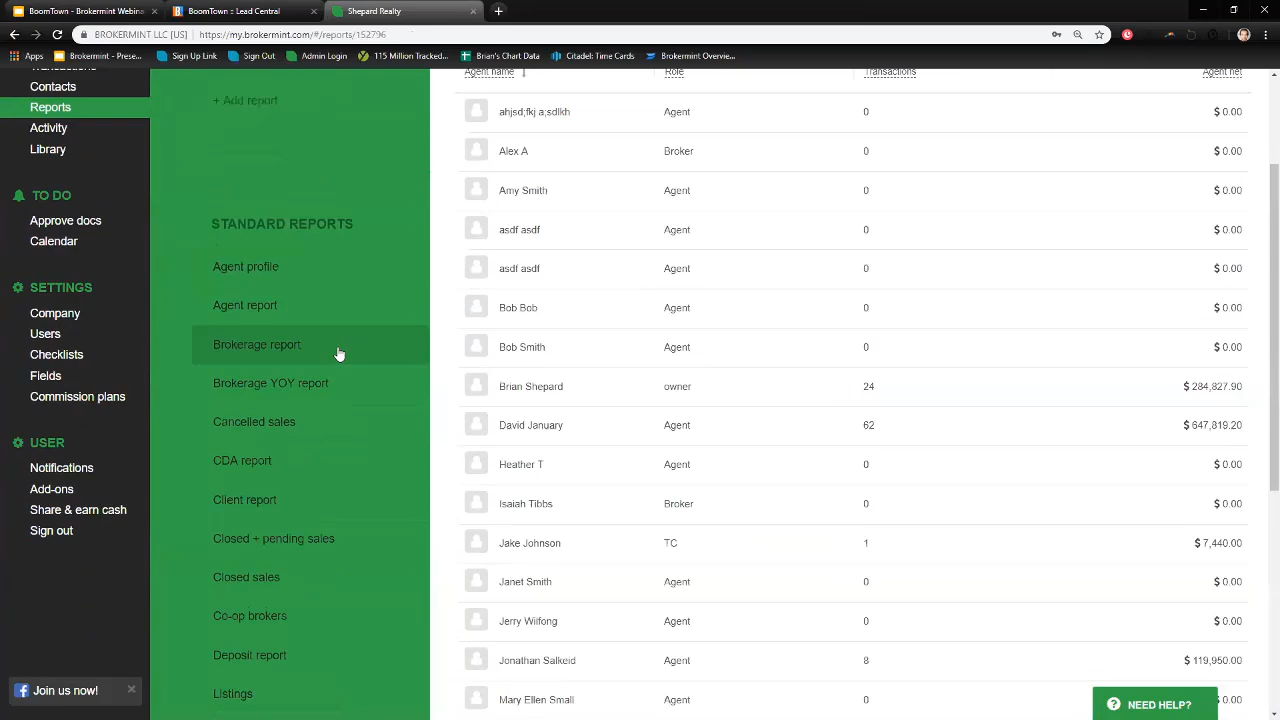 BoomTown - Brokermint Webina
BoomTown - Lead Central
Shepard Realty
BROKERMINT LLC [US]
https://my.brokermint.com/#/reports/152796
Apps
Brokermint - Prese...
Sign Up Link
Sign Out
Admin Login
115 Million Tracked...
Brian's Data Sheet
Citadel: Time Cards
Brokermint Overvie...
Contacts
Reports
Activity
Library
TO DO
Approve docs
Calendar
SETTINGS
Company
Users
Checklists
Fields
Commission plans
USER
Notifications
Add-ons
Share & earn cash
Sign out
Join us now!
+ Add report
STANDARD REPORTS
Agent profile
Agent report
Brokerage report
Brokerage YOY report
Cancelled sales
CDA report
Client report
Closed + pending sales
Closed sales
Co-op brokers
Deposit report
Listings
Agent name Role Transactions Agent net
ahjsd;fkj a;sdlkh Agent 0 $ 0.00
Alex A Broker 0 $ 0.00
Amy Smith Agent 0 $ 0.00
asdf asdf Agent 0 $ 0.00
asdf asdf Agent 0 $ 0.00
Bob Bob Agent 0 $ 0.00
Bob Smith Agent 0 $ 0.00
Brian Shepard owner 24 $ 284,827.90
David January Agent 62 $ 647,819.20
Heather T Agent 0 $ 0.00
Isaiah Tibbs Broker 0 $ 0.00
Jake Johnson TC 1 $ 7,440.00
Janet Smith Agent 0 $ 0.00
Jerry Wilfong Agent 0 $ 0.00
Jonathan Salkeid Agent 8 $ 119,950.00
Mary Ellen Small Agent 0
NEED HELP?